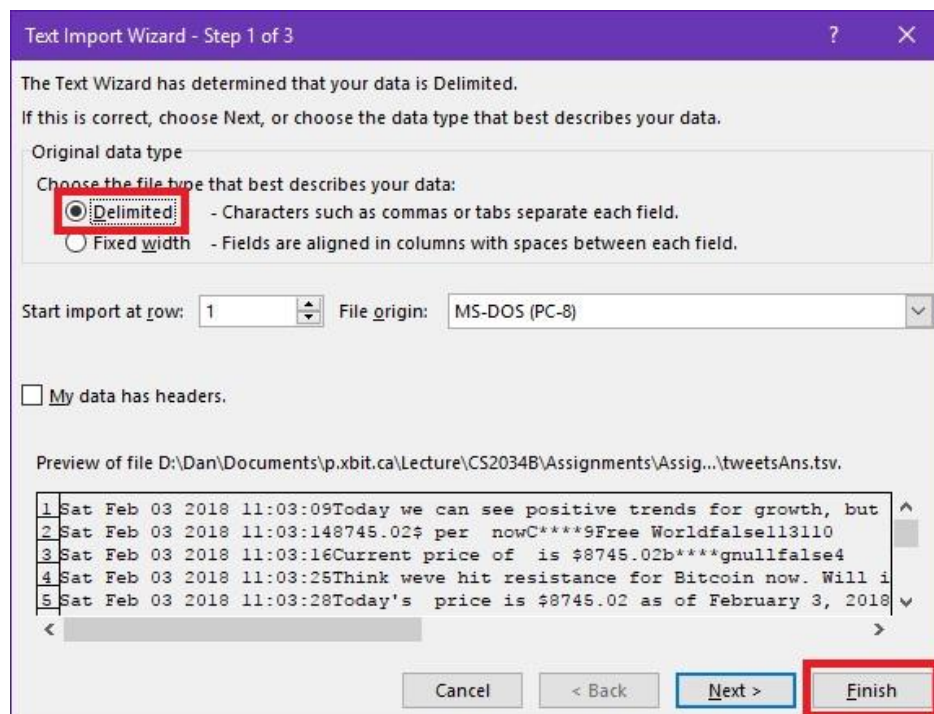 Text Import Wizard - Step 1 of 3 ? ×
The Text Wizard has determined that your data is Delimited.
If this is correct, choose Next, or choose the data type that best describes your data.
Original data type
Choose the file type that best describes your data:
Delimited - Characters such as commas or tabs separate each field.
Fixed width - Fields are aligned in columns with spaces between each field.
Start import at row: 1 File origin: MS-DOS (PC-8)
My data has headers.
Preview of file D:\Dan\Documents\p.xbit.ca\Lecture\CS2034B\Assignments\Assig...\tweetsAns.tsv.
1 Sat Feb 03 2018 11:03:09Today we can see positive trends for growth, but
2 Sat Feb 03 2018 11:03:148745.02$ per  nowC****9Free Worldfalse113110
3 Sat Feb 03 2018 11:03:16Current price of  is $8745.02b****gnullfalse4
4 Sat Feb 03 2018 11:03:25Think weve hit resistance for Bitcoin now. Will i
5 Sat Feb 03 2018 11:03:28Today's  price is $8745.02 as of February 3, 2018
Cancel < Back Next > Finish